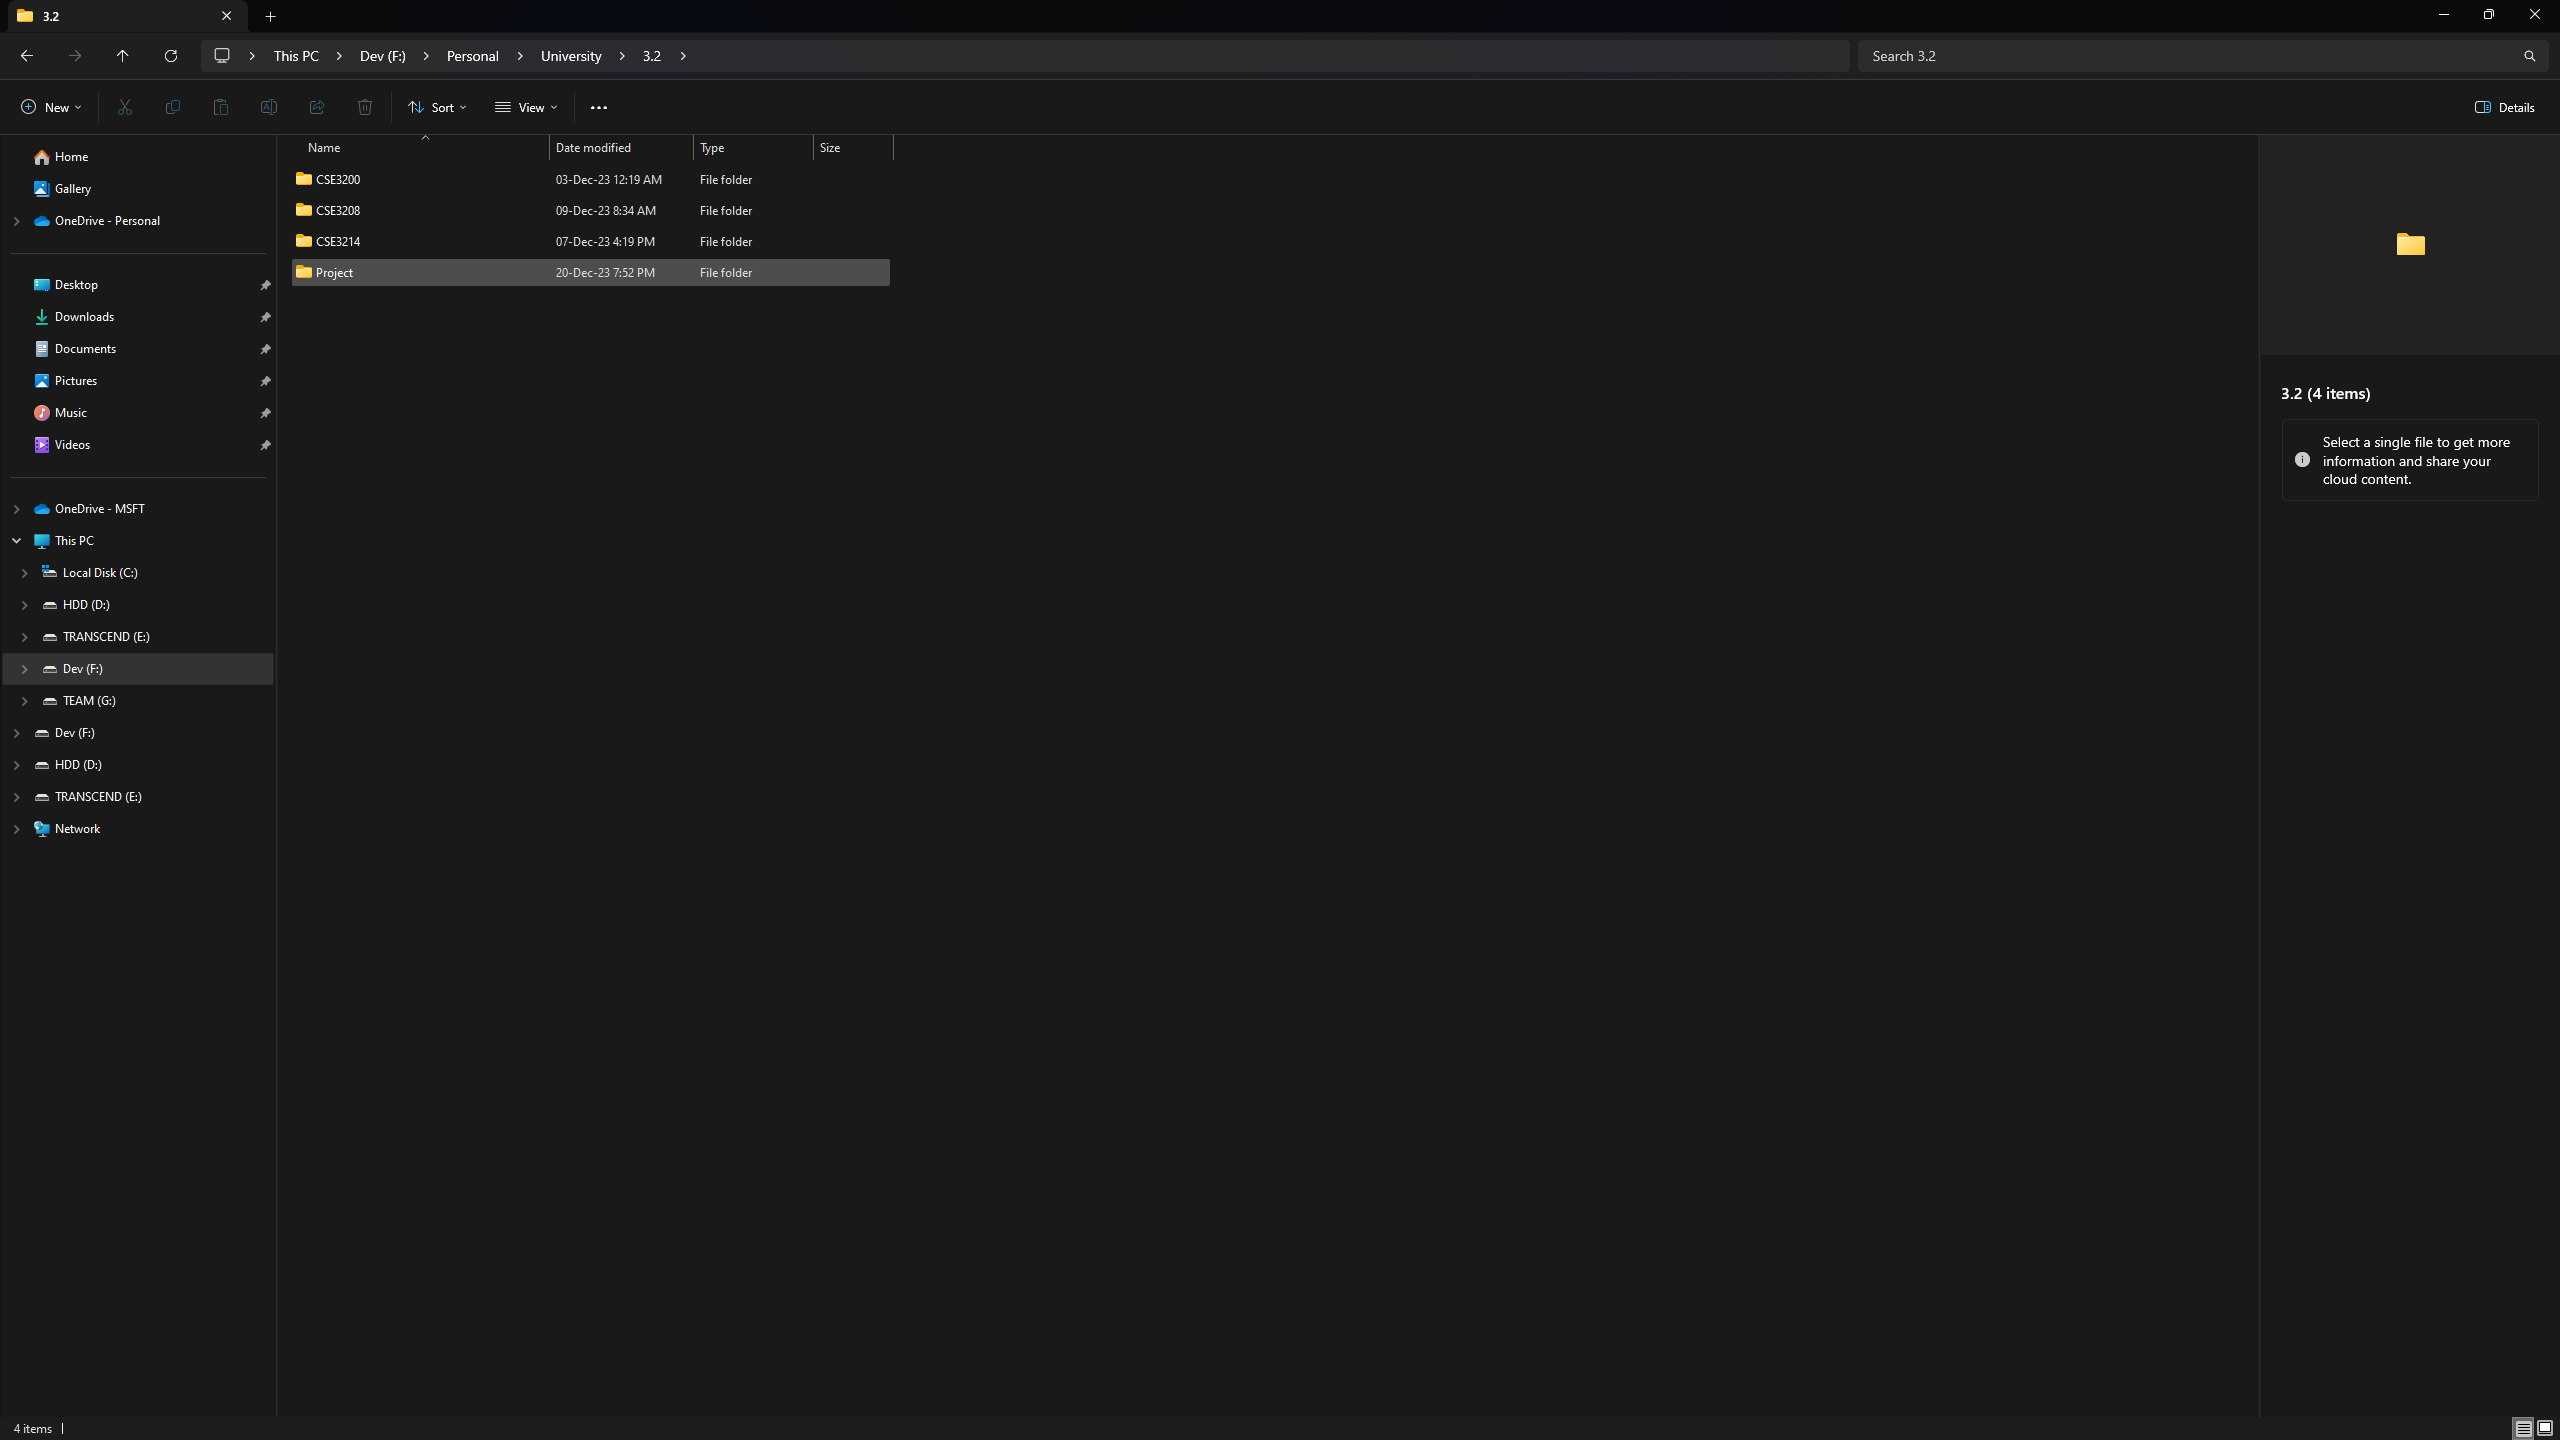 3.2
This PC
Dev (F:)
Personal
University
3.2
Search 3.2
New
Sort
View
Details
Home
Gallery
OneDrive - Personal
Desktop
Downloads
Documents
Pictures
Music
Videos
OneDrive - MSFT
This PC
Local Disk (C:)
HDD (D:)
TRANSCEND (E:)
Dev (F:)
TEAM (G:)
Dev (F:)
HDD (D:)
TRANSCEND (E:)
Network
Name Date modified Type Size
CSE3200 03-Dec-23 12:19 AM File folder
CSE3208 09-Dec-23 8:34 AM File folder
CSE3214 07-Dec-23 4:19 PM File folder
Project 20-Dec-23 7:52 PM File folder
3.2 (4 items)
Select a single file to get more
information and share your
cloud content.
4 items